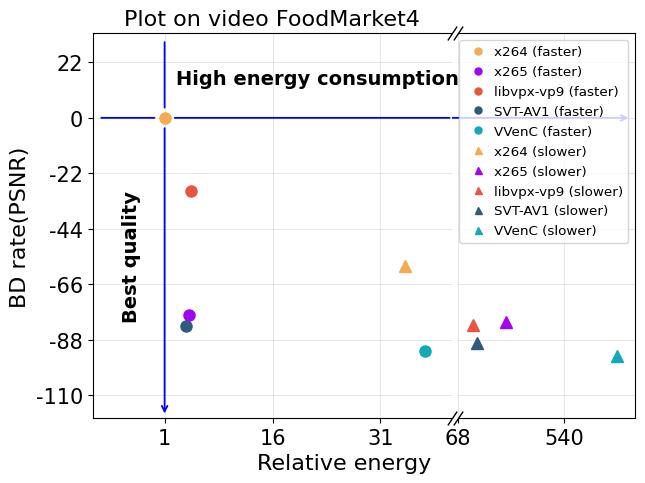 Plot on video FoodMarket4
BD rate(PSNR)
22
0
-22
-44
-66
-88
-110
High energy consumption
Best quality
x264 (faster)
x265 (faster)
libvpx-vp9 (faster)
SVT-AV1 (faster)
VVenC (faster)
x264 (slower)
x265 (slower)
libvpx-vp9 (slower)
SVT-AV1 (slower)
VVenC (slower)
1 16 31 68 540
Relative energy